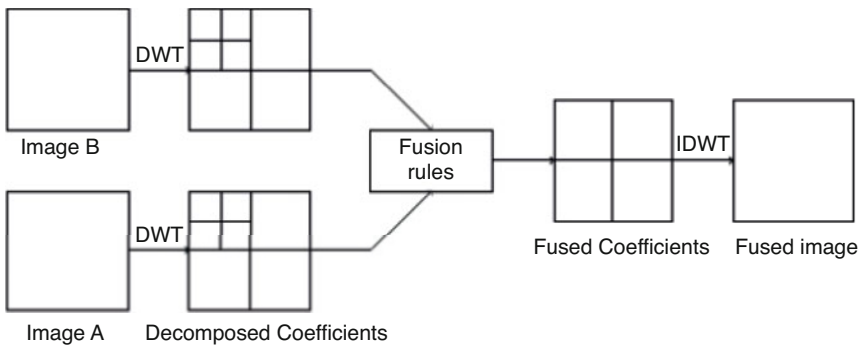 DWT
Image B
Fusion
rules
IDWT
DWT
Fused Coefficients
Fused image
Image A
Decomposed Coefficients